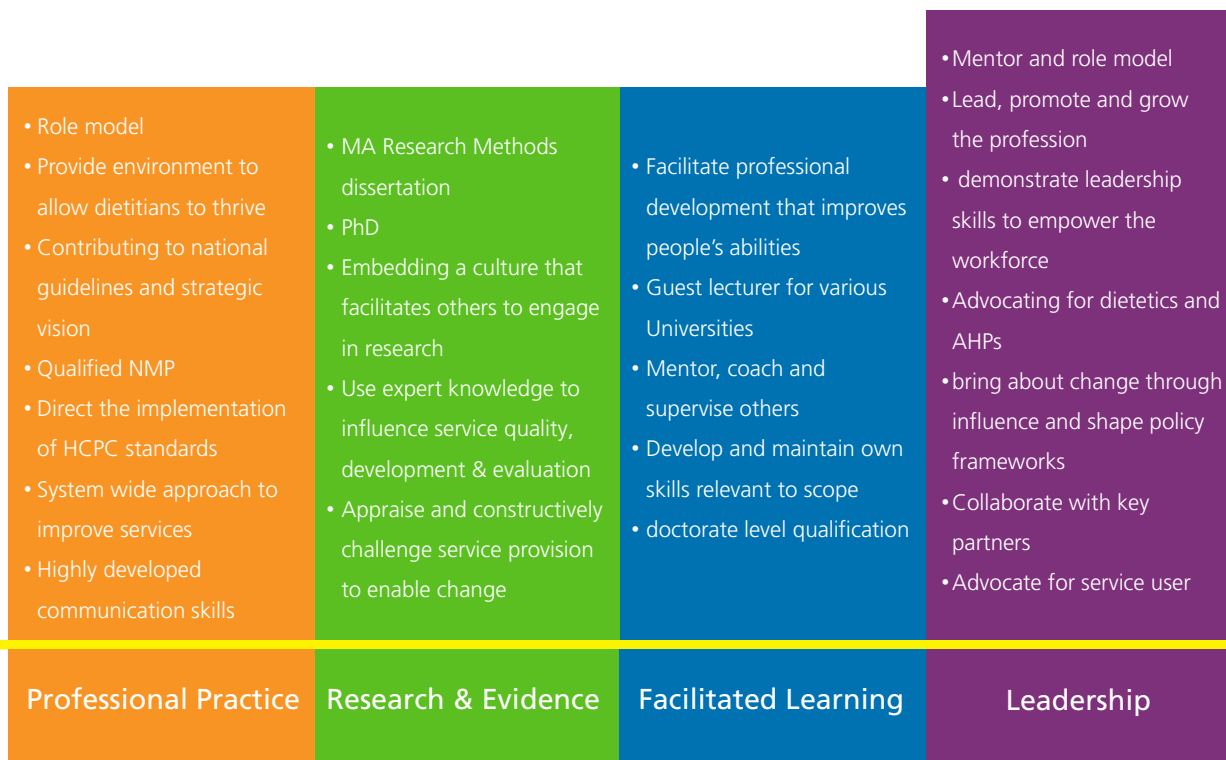 • Role model
• Provide environment to
allow dietitians to thrive
• Contributing to national
guidelines and strategic
vision
• Qualified NMP
• Direct the implementation
of HCPC standards
• System wide approach to
improve services
• Highly developed
communication skills
Professional Practice
• MA Research Methods
dissertation
• PhD
• Embedding a culture that
facilitates others to engage
in research
• Use expert knowledge to
influence service quality,
development & evaluation
• Appraise and constructively
challenge service provision
to enable change
Research & Evidence
• Facilitate professional
development that improves
people’s abilities
• Guest lecturer for various
Universities
• Mentor, coach and
supervise others
• Develop and maintain own
skills relevant to scope
• doctorate level qualification
Facilitated Learning
• Mentor and role model
• Lead, promote and grow
the profession
• demonstrate leadership
skills to empower the
workforce
• Advocating for dietetics and
AHPs
• bring about change through
influence and shape policy
frameworks
• Collaborate with key
partners
• Advocate for service user
Leadership